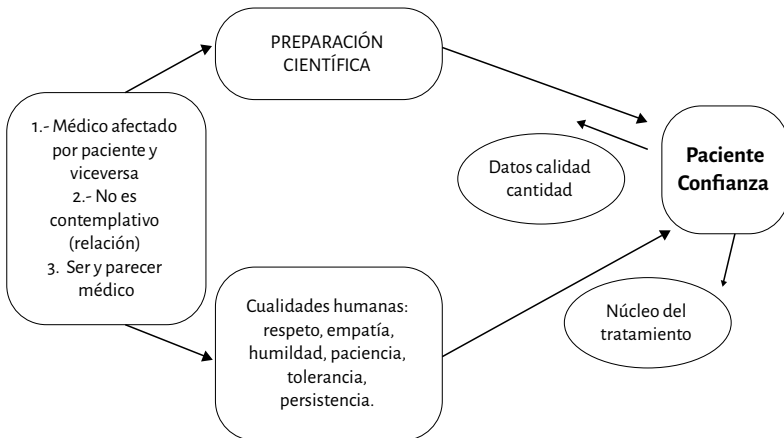 PREPARACIÓN
CIENTÍFICA
1.- Médico afectado
por paciente y
viceversa
2.- No es
contemplativo
(relación)
3. Ser y parecer
médico
Datos calidad
cantidad
Paciente
Confianza
Cualidades humanas:
respeto, empatía,
humildad, paciencia,
tolerancia,
persistencia.
Núcleo del
tratamiento